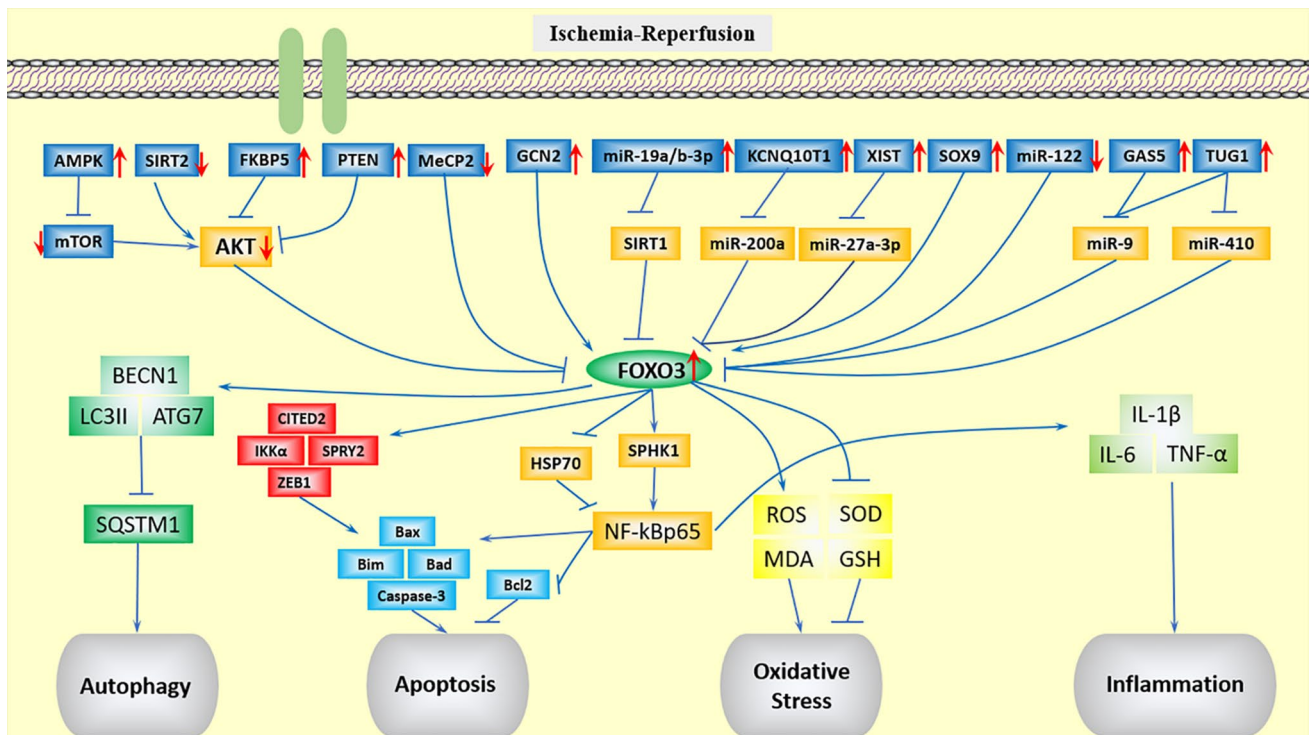 Ischemia-Reperfusion
AMPK
SIRT2
FKBP5
PTEN
MeCP2
GCN2
miR-19a/b-3p
KCNQ10T1
XIST
SOX9
miR-122
GAS5
TUG1
mTOR
AKT
SIRT1
miR-200a
miR-27a-3p
miR-9
miR-410
FOXO3
BECN1
LC3II
ATG7
CITED2
IKKα
SPRY2
ZEB1
HSP70
SPHK1
IL-1β
IL-6
TNF-α
SQSTM1
NF-kBp65
ROS
SOD
MDA
GSH
Bax
Bim
Bad
Caspase-3
Bcl2
Autophagy
Apoptosis
Oxidative
Stress
Inflammation